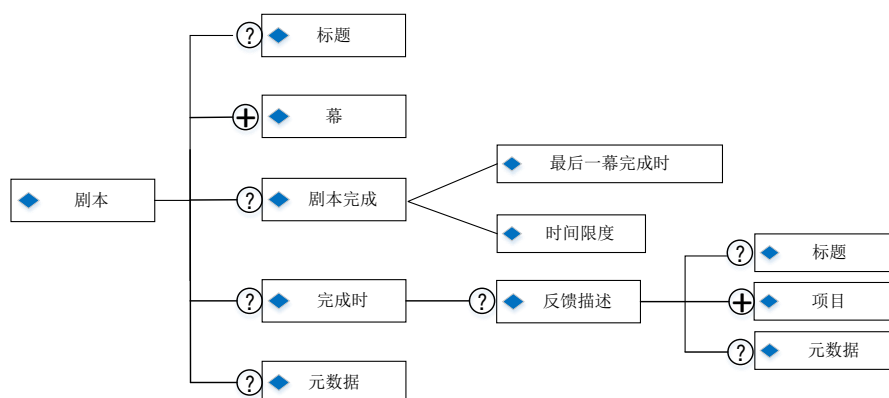 ? 标题
+ 幕
最后一幕完成时
剧本
? 剧本完成
时间限度
? 标题
? 完成时
? 反馈描述
+ 项目
? 元数据
? 元数据